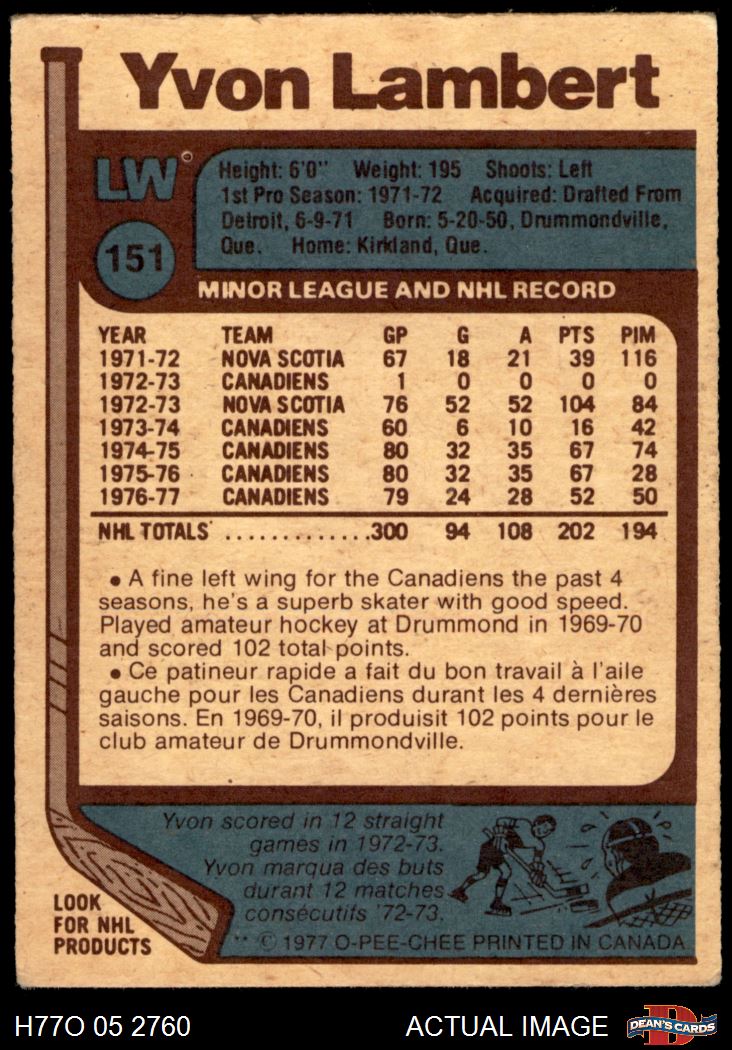 Yvon Lambert
LW
Height: 6'0" Weight: 195 Shoots: Left
1st Pro Season: 1971-72 Acquired: Drafted From
Detroit, 6-9-71 Born: 5-20-50, Drummondville,
Que. Home: Kirkland, Que.
151
MINOR LEAGUE AND NHL RECORD
YEAR TEAM GP G A PTS PIM
1971-72 NOVA SCOTIA 67 18 21 39 116
1972-73 CANADIENS 1 0 0 0 0
1972-73 NOVA SCOTIA 76 52 52 104 84
1973-74 CANADIENS 60 6 10 16 42
1974-75 CANADIENS 80 32 35 67 74
1975-76 CANADIENS 80 32 35 67 28
1976-77 CANADIENS 79 24 28 52 50
NHL TOTALS .............300 94 108 202 194
• A fine left wing for the Canadiens the past 4
seasons, he's a superb skater with good speed.
Played amateur hockey at Drummond in 1969-70
and scored 102 total points.
• Ce patineur rapide a fait du bon travail à l'aile
gauche pour les Canadiens durant les 4 dernières
saisons. En 1969-70, il produisit 102 points pour le
club amateur de Drummondville.
Yvon scored in 12 straight
games in 1972-73.
Yvon marqua des buts
durant 12 matches
consécutifs '72-73.
LOOK
FOR NHL
PRODUCTS
** © 1977 O-PEE-CHEE PRINTED IN CANADA
H77O 05 2760 ACTUAL IMAGE
D
DEAN'S CARDS